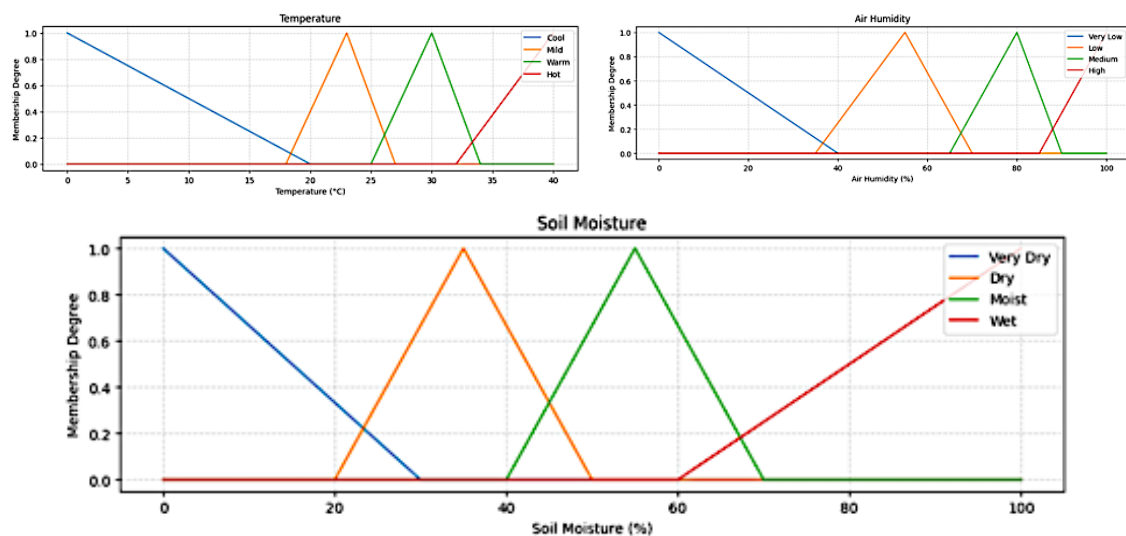 Temperature
Membership Degree
1.0
0.8
0.6
0.4
0.2
0.0
Cool
Mild
Warm
Hot
0
5
10
15
20
25
30
35
40
Temperature (°C)
Air Humidity
Membership Degree
1.0
0.8
0.6
0.4
0.2
0.0
Very Low
Low
Medium
High
0
20
40
60
80
100
Air Humidity (%)
Soil Moisture
Membership Degree
1.0
0.8
0.6
0.4
0.2
0.0
Very Dry
Dry
Moist
Wet
0
20
40
60
80
100
Soil Moisture (%)